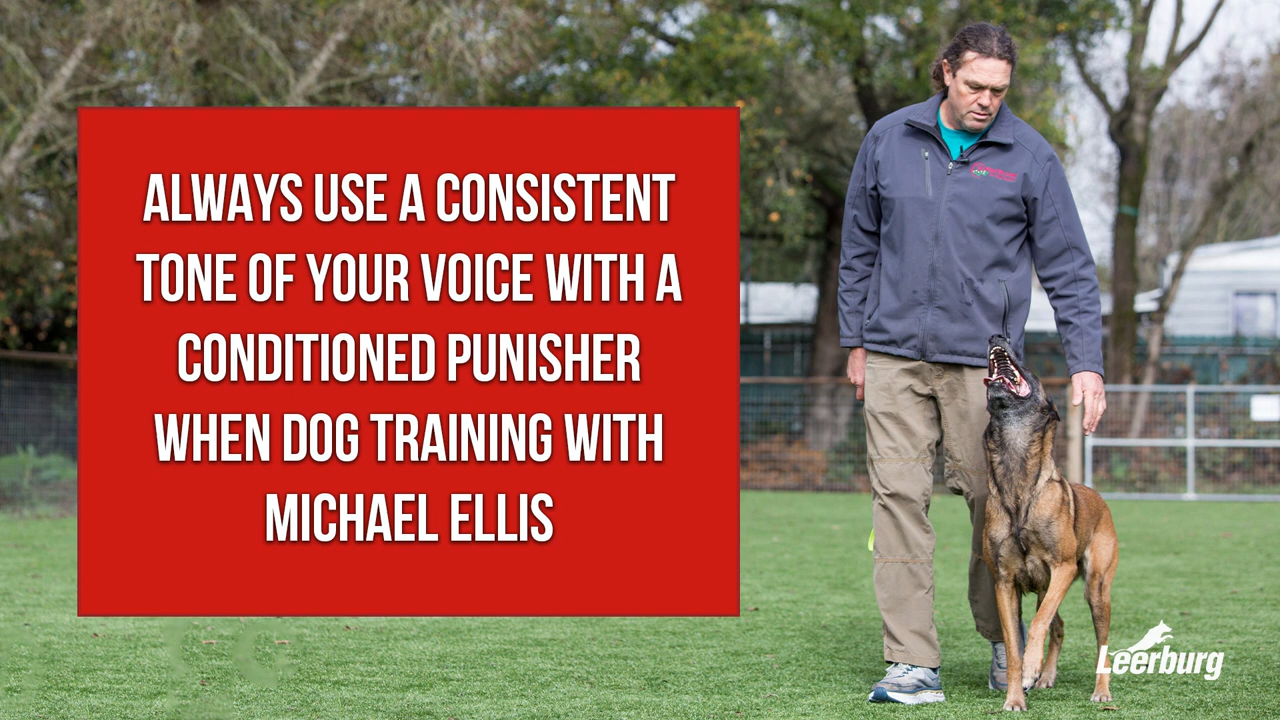 ALWAYS USE A CONSISTENT
TONE OF YOUR VOICE WITH A
CONDITIONED PUNISHER
WHEN DOG TRAINING WITH
MICHAEL ELLIS
Leerburg